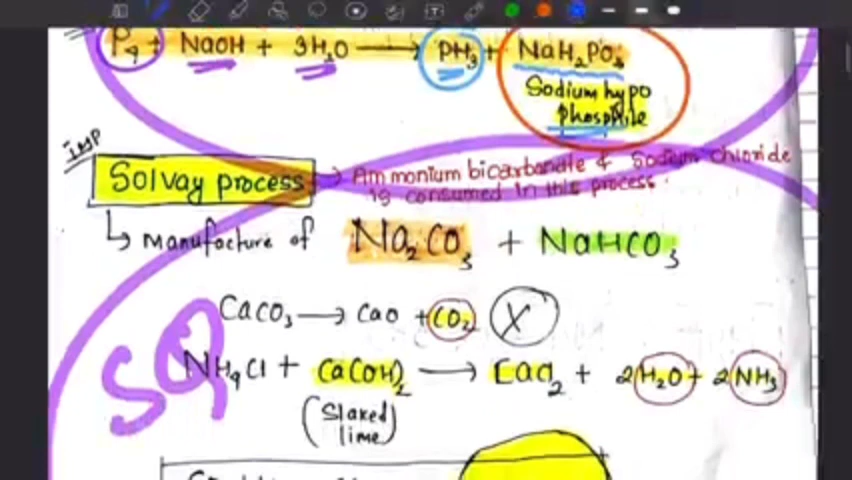 P₄ + NaOH + 3H₂O ⟶ PH₃ + NaH₂PO₂
Sodium hypo
phosphite
IMP
Solvay process → Ammonium bicarbonate & Sodium chloride
is consumed in this process.
↳ manufacture of Na₂CO₃ + NaHCO₃
CaCO₃ ⟶ CaO + CO₂ X
SQ
NH₄Cl + Ca(OH)₂ ⟶ CaCl₂ + 2H₂O + 2NH₃
(Slaked
lime)